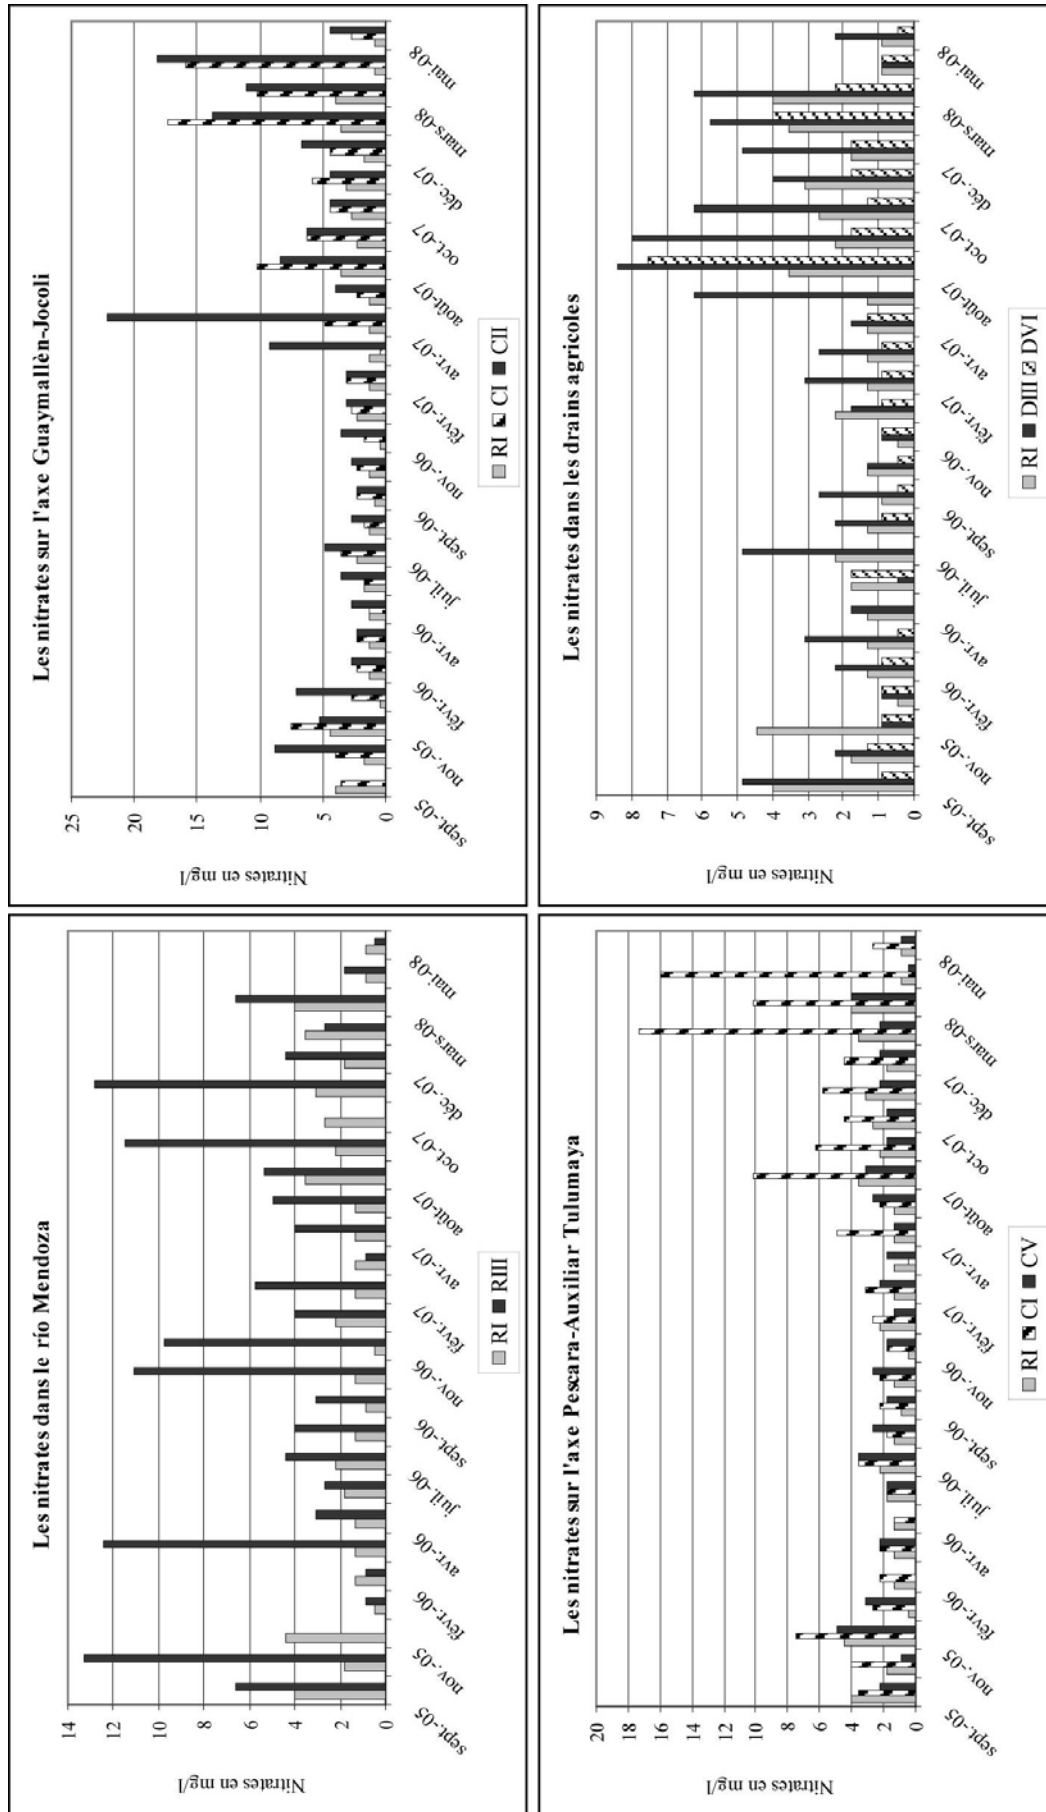 Les nitrates dans le río Mendoza
Nitrates en mg/l
14
12
10
8
6
4
2
0
sept.-05
nov.-05
févr.-06
avr.-06
juil.-06
sept.-06
nov.-06
févr.-07
avr.-07
août-07
oct.-07
déc.-07
mars-08
mai-08
RI RIII
Les nitrates sur l'axe Guaymallèn-Jocoli
Nitrates en mg/l
25
20
15
10
5
0
sept.-05
nov.-05
févr.-06
avr.-06
juil.-06
sept.-06
nov.-06
févr.-07
avr.-07
août-07
oct.-07
déc.-07
mars-08
mai-08
RI CI CII
Les nitrates sur l'axe Pescara-Auxiliar Tulumaya
Nitrates en mg/l
20
18
16
14
12
10
8
6
4
2
0
sept.-05
nov.-05
févr.-06
avr.-06
juil.-06
sept.-06
nov.-06
févr.-07
avr.-07
août-07
oct.-07
déc.-07
mars-08
mai-08
RI CI CV
Les nitrates dans les drains agricoles
Nitrates en mg/l
9
8
7
6
5
4
3
2
1
0
sept.-05
nov.-05
févr.-06
avr.-06
juil.-06
sept.-06
nov.-06
févr.-07
avr.-07
août-07
oct.-07
déc.-07
mars-08
mai-08
RI DIII DVI